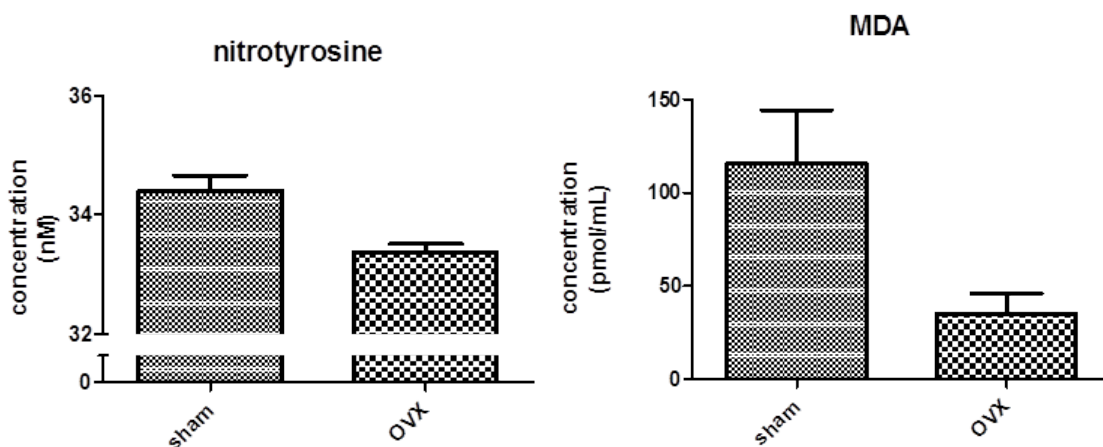 nitrotyrosine
concentration
(nM)
36
34
32
0
sham
OVX
MDA
concentration
(pmol/mL)
150
100
50
0
sham
OVX